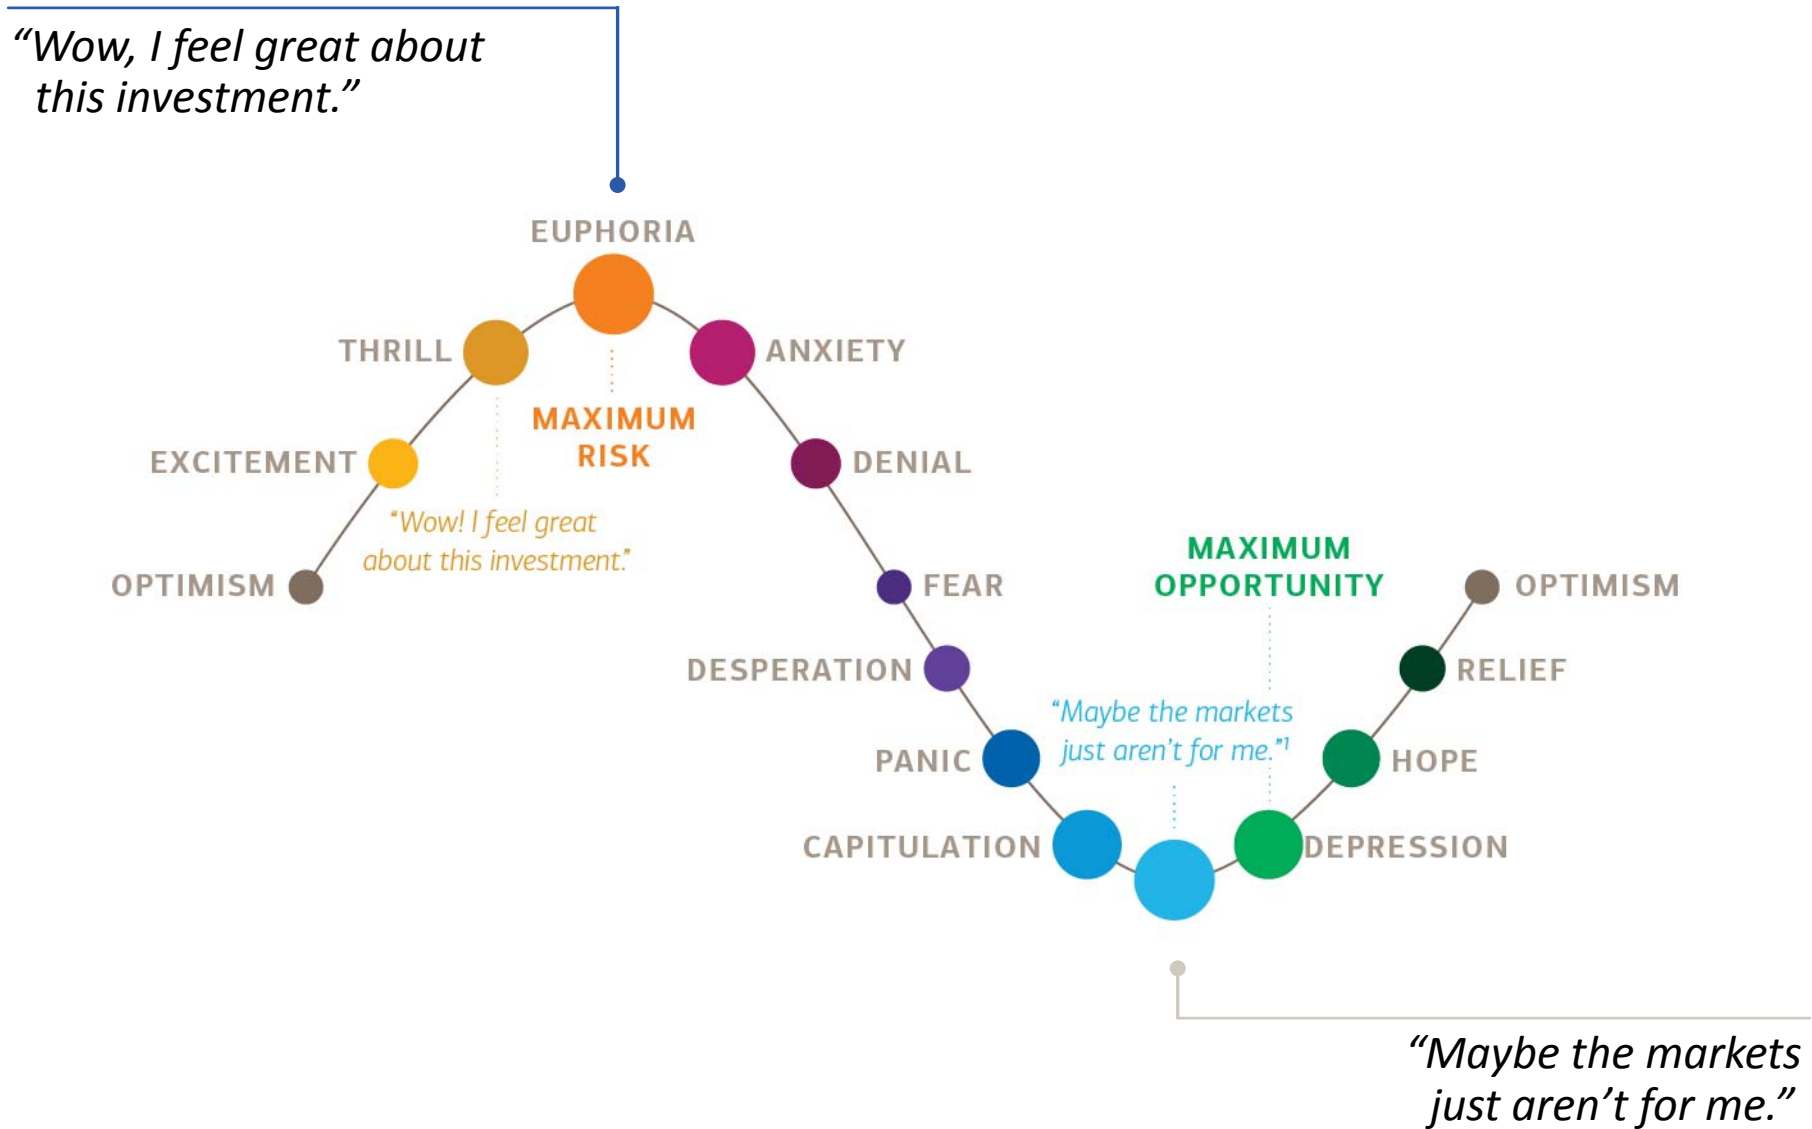 “Wow, I feel great about
this investment.”
EUPHORIA
THRILL
ANXIETY
MAXIMUM
RISK
EXCITEMENT
DENIAL
“Wow! I feel great
about this investment.”
MAXIMUM
OPPORTUNITY
OPTIMISM
FEAR
OPTIMISM
DESPERATION
RELIEF
“Maybe the markets
just aren’t for me.”1
PANIC
HOPE
CAPITULATION
DEPRESSION
“Maybe the markets
just aren’t for me.”